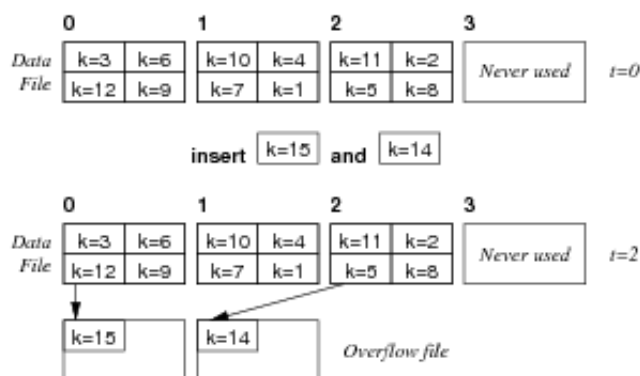 0 1 2 3
Data File k=3 k=6 k=10 k=4 k=11 k=2 Never used t=0
k=12 k=9 k=7 k=1 k=5 k=8
insert k=15 and k=14
0 1 2 3
Data File k=3 k=6 k=10 k=4 k=11 k=2 Never used t=2
k=12 k=9 k=7 k=1 k=5 k=8
k=15 k=14 Overflow file